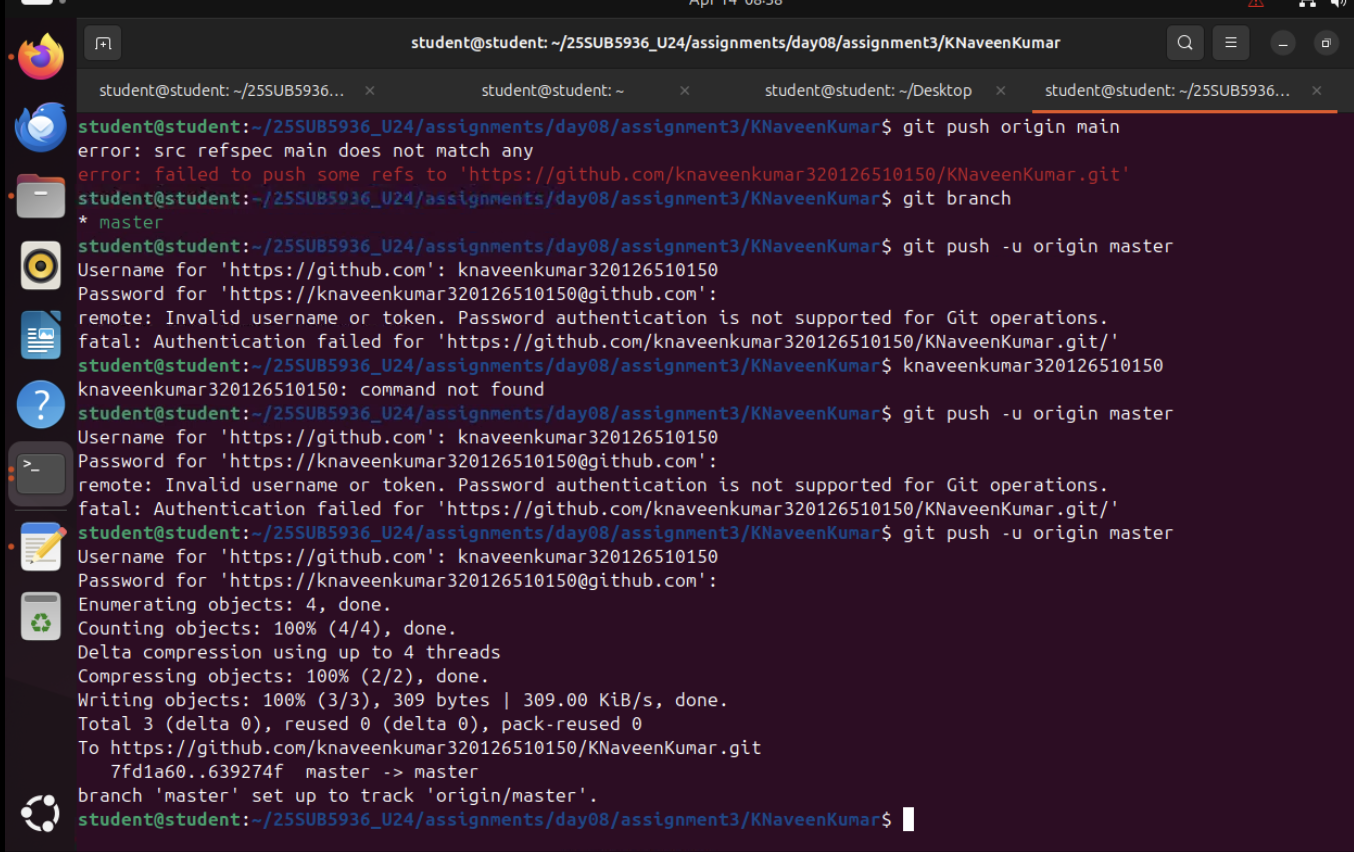 Apr 14 08:38
student@student: ~/25SUB5936_U24/assignments/day08/assignment3/KNaveenKumar
student@student: ~/25SUB5936... × student@student: ~ × student@student: ~/Desktop × student@student: ~/25SUB5936... ×
student@student:~/25SUB5936_U24/assignments/day08/assignment3/KNaveenKumar$ git push origin main
error: src refspec main does not match any
error: failed to push some refs to 'https://github.com/knaveenkumar320126510150/KNaveenKumar.git'
student@student:~/25SUB5936_U24/assignments/day08/assignment3/KNaveenKumar$ git branch
* master
student@student:~/25SUB5936_U24/assignments/day08/assignment3/KNaveenKumar$ git push -u origin master
Username for 'https://github.com': knaveenkumar320126510150
Password for 'https://knaveenkumar320126510150@github.com':
remote: Invalid username or token. Password authentication is not supported for Git operations.
fatal: Authentication failed for 'https://github.com/knaveenkumar320126510150/KNaveenKumar.git/'
student@student:~/25SUB5936_U24/assignments/day08/assignment3/KNaveenKumar$ knaveenkumar320126510150
knaveenkumar320126510150: command not found
student@student:~/25SUB5936_U24/assignments/day08/assignment3/KNaveenKumar$ git push -u origin master
Username for 'https://github.com': knaveenkumar320126510150
Password for 'https://knaveenkumar320126510150@github.com':
remote: Invalid username or token. Password authentication is not supported for Git operations.
fatal: Authentication failed for 'https://github.com/knaveenkumar320126510150/KNaveenKumar.git/'
student@student:~/25SUB5936_U24/assignments/day08/assignment3/KNaveenKumar$ git push -u origin master
Username for 'https://github.com': knaveenkumar320126510150
Password for 'https://knaveenkumar320126510150@github.com':
Enumerating objects: 4, done.
Counting objects: 100% (4/4), done.
Delta compression using up to 4 threads
Compressing objects: 100% (2/2), done.
Writing objects: 100% (3/3), 309 bytes | 309.00 KiB/s, done.
Total 3 (delta 0), reused 0 (delta 0), pack-reused 0
To https://github.com/knaveenkumar320126510150/KNaveenKumar.git
   7fd1a60..639274f  master -> master
branch 'master' set up to track 'origin/master'.
student@student:~/25SUB5936_U24/assignments/day08/assignment3/KNaveenKumar$